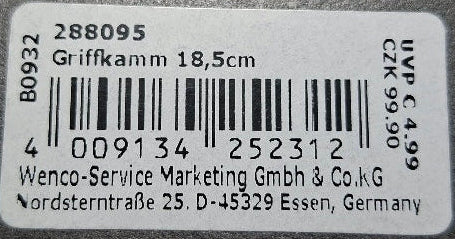 B0932
288095
Griffkamm 18,5cm
4 009134 252312
Wenco-Service Marketing GmbH & Co.KG
Nordsterntraße 25. D-45329 Essen, Germany
UVP C 4.99
CZK 99.90